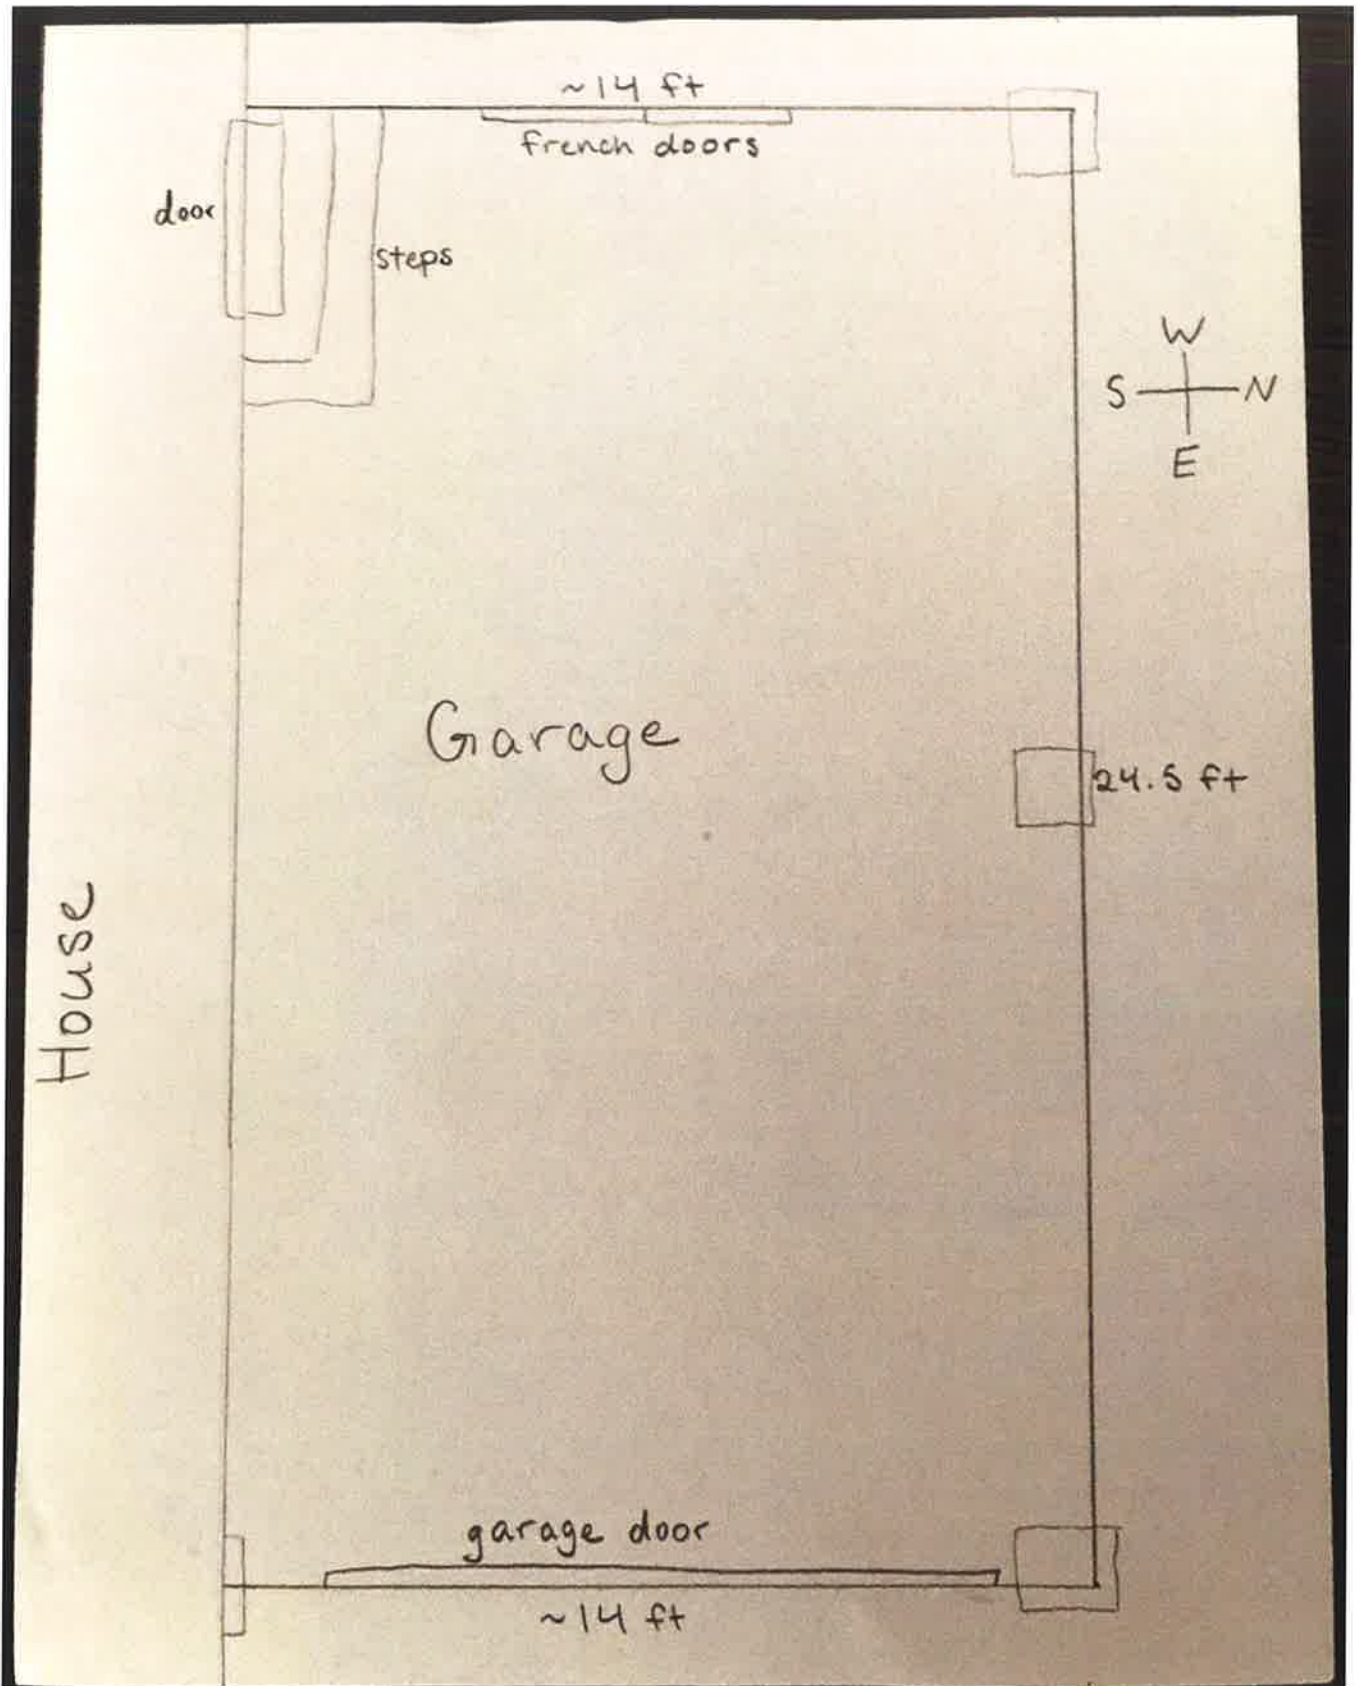 ~14 ft
french doors
door
steps
W
S N
E
Garage
24.5 ft
House
garage door
~14 ft